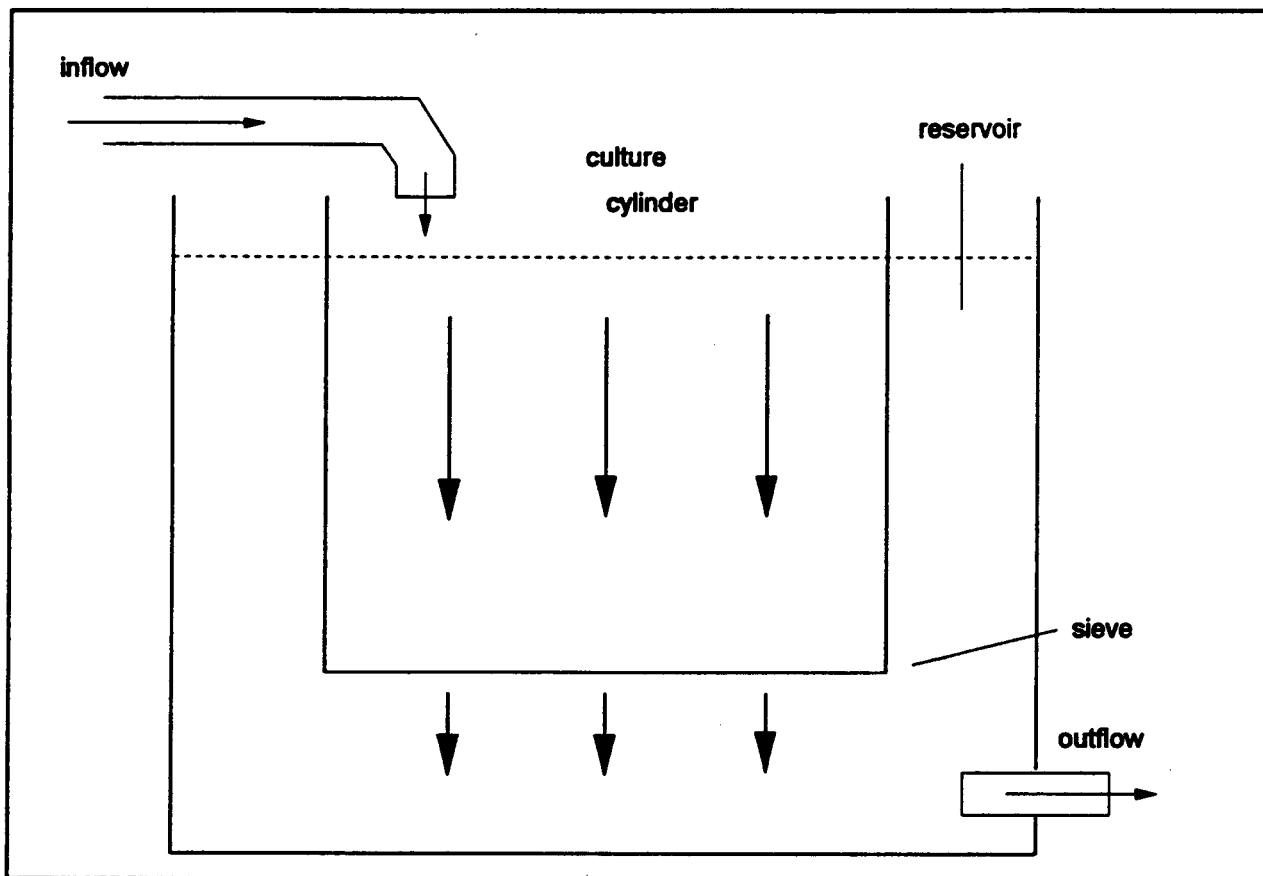 inflow
reservoir
culture
cylinder
sieve
outflow